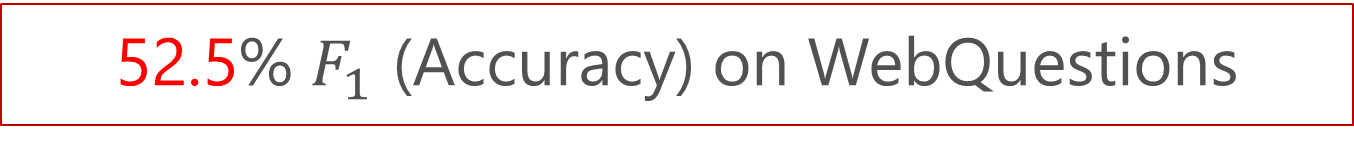 52.5% F₁ (Accuracy) on WebQuestions